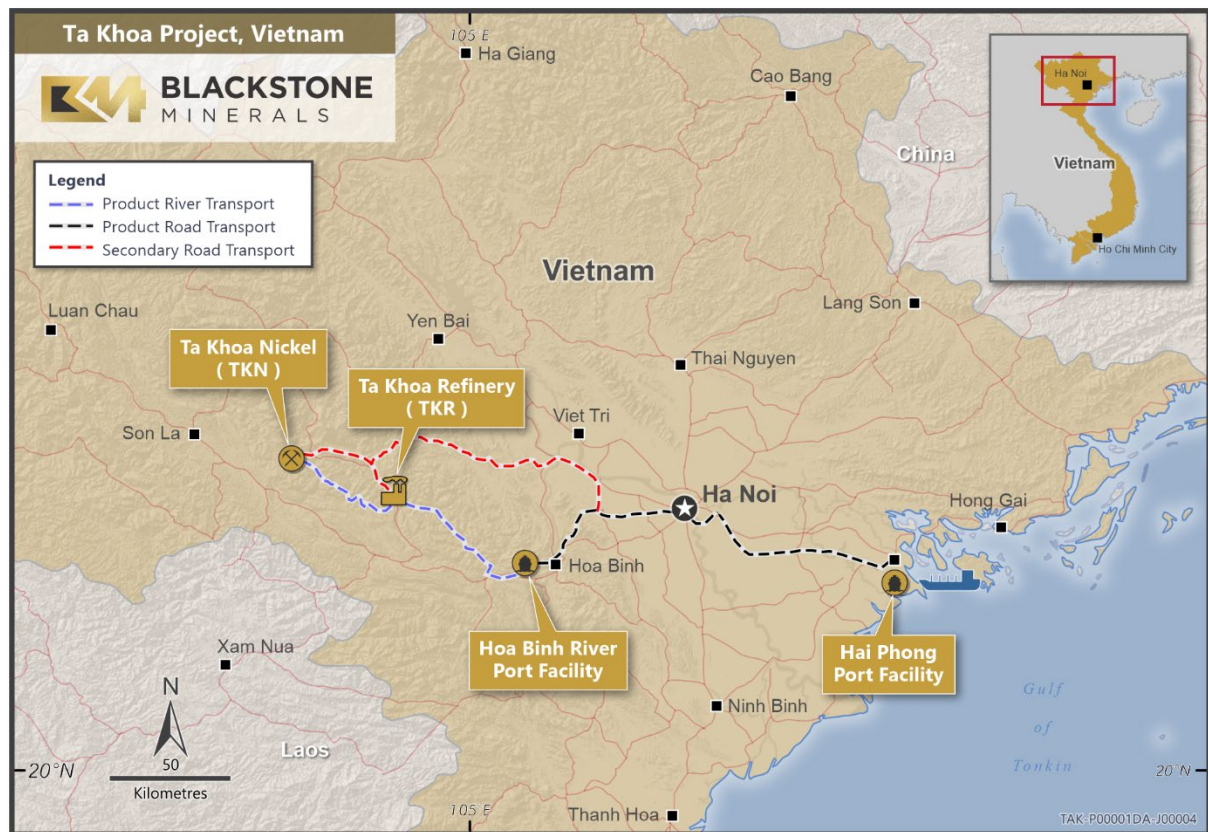 Ta Khoa Project, Vietnam
BLACKSTONE
MINERALS
Legend
Product River Transport
Product Road Transport
Secondary Road Transport
105 E
Ha Giang
Cao Bang
China
Ha Noi
Vietnam
Ho Chi Minh City
Vietnam
Luan Chau
Yen Bai
Lang Son
Thai Nguyen
Ta Khoa Nickel
( TKN )
Ta Khoa Refinery
( TKR )
Viet Tri
Son La
Ha Noi
Hong Gai
Hoa Binh
Hoa Binh River
Port Facility
Hai Phong
Port Facility
Xam Nua
N
Laos
50
Kilometres
Ninh Binh
Gulf
of
Tonkin
20°N
20°N
105 E
Thanh Hoa
TAK-P00001DA-J00004